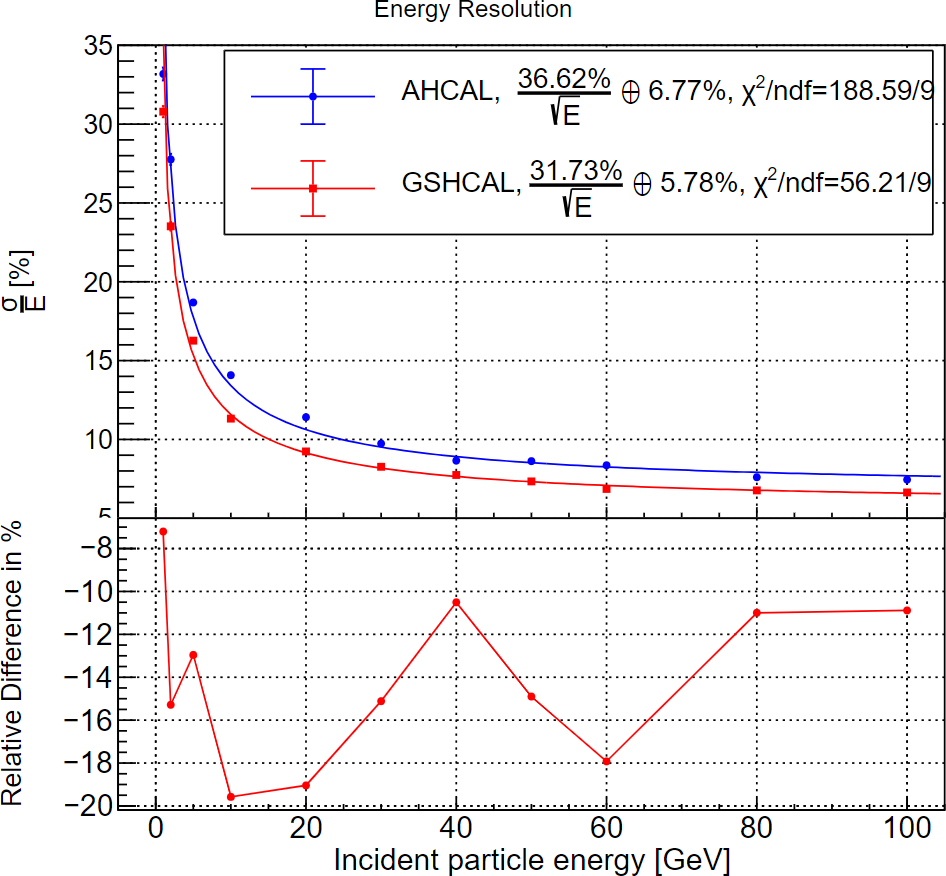 Energy Resolution
35
30
25
20
15
10
5
σ/E [%]
AHCAL, 36.62%/√E ⊕ 6.77%, χ²/ndf=188.59/9
GSHCAL, 31.73%/√E ⊕ 5.78%, χ²/ndf=56.21/9
−8
−10
−12
−14
−16
−18
−20
Relative Difference in %
0 20 40 60 80 100
Incident particle energy [GeV]